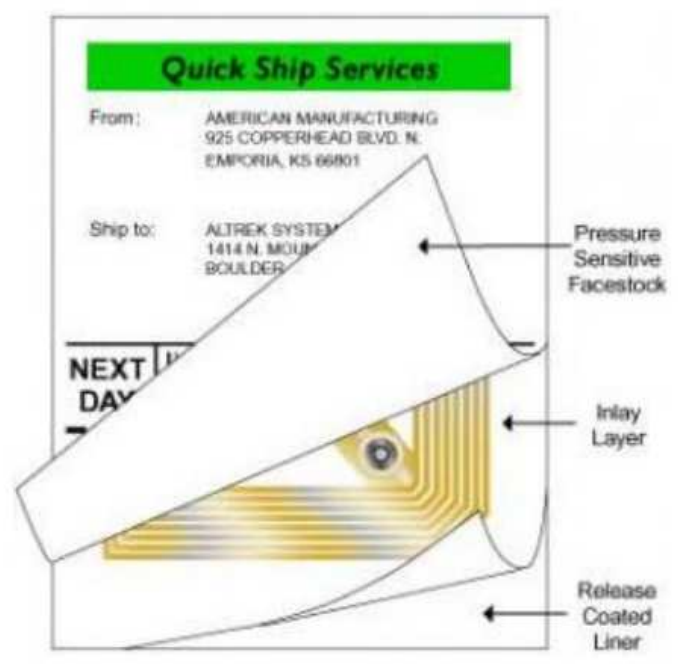 Quick Ship Services
From: AMERICAN MANUFACTURING
925 COPPERHEAD BLVD. N.
EMPORIA, KS 66801
Ship to: ALTREK SYSTEM
1414 N. MOUN
BOULDER
Pressure
Sensitive
Facestock
NEXT
DAY
Inlay
Layer
Release
Coated
Liner